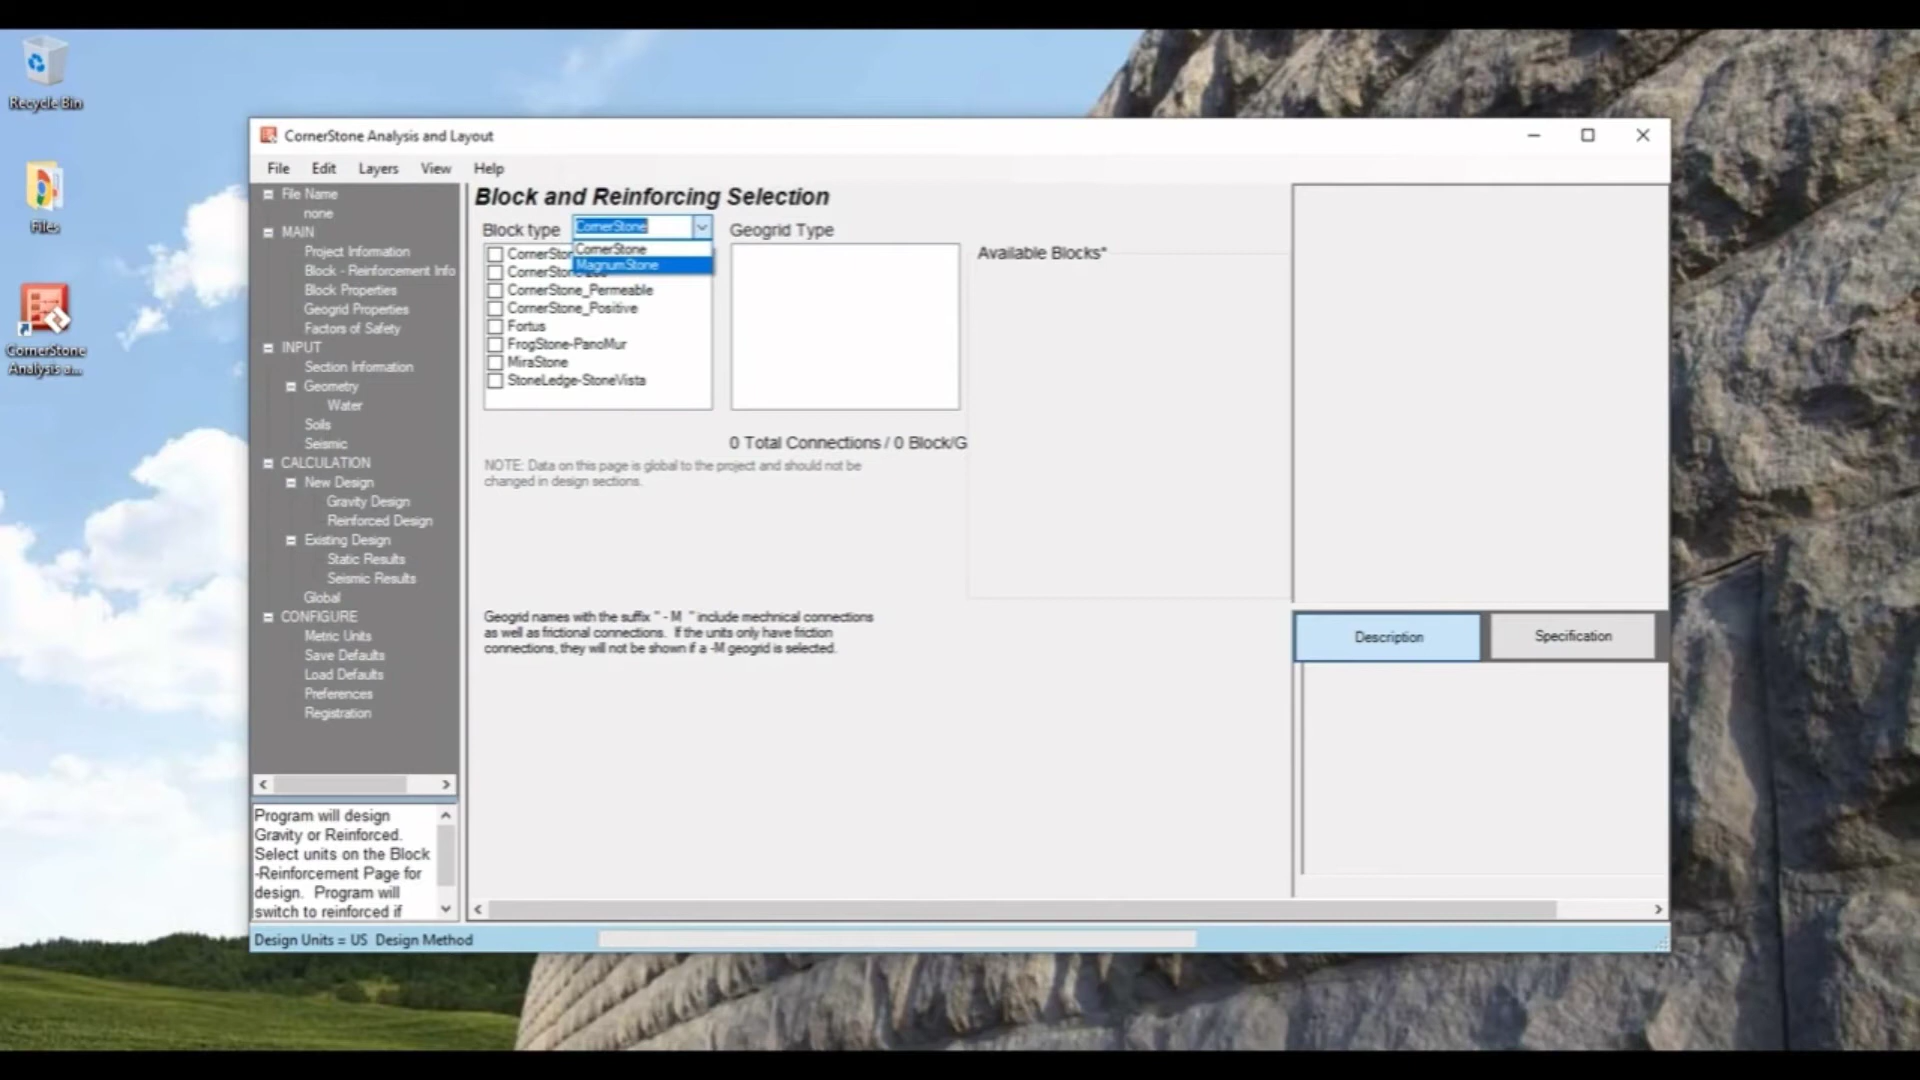 Recycle Bin
Files
CornerStone
Analysis a...
CornerStone Analysis and Layout
File Edit Layers View Help
File Name
none
MAIN
Project Information
Block - Reinforcement Info
Block Properties
Geogrid Properties
Factors of Safety
INPUT
Section Information
Geometry
Water
Soils
Seismic
CALCULATION
New Design
Gravity Design
Reinforced Design
Existing Design
Static Results
Seismic Results
Global
CONFIGURE
Metric Units
Save Defaults
Load Defaults
Preferences
Registration
Program will design
Gravity or Reinforced.
Select units on the Block
-Reinforcement Page for
design. Program will
switch to reinforced if
Block and Reinforcing Selection
Block type CornerStone
CornerStone
MagnumStone
CornerStone_Permeable
CornerStone_Positive
Fortus
FrogStone-PanoMur
MiraStone
StoneLedge-StoneVista
Geogrid Type
Available Blocks*
0 Total Connections / 0 Block/G
NOTE: Data on this page is global to the project and should not be
changed in design sections.
Geogrid names with the suffix " - M " include mechnical connections
as well as frictional connections. If the units only have friction
connections, they will not be shown if a -M geogrid is selected.
Description Specification
Design Units = US Design Method